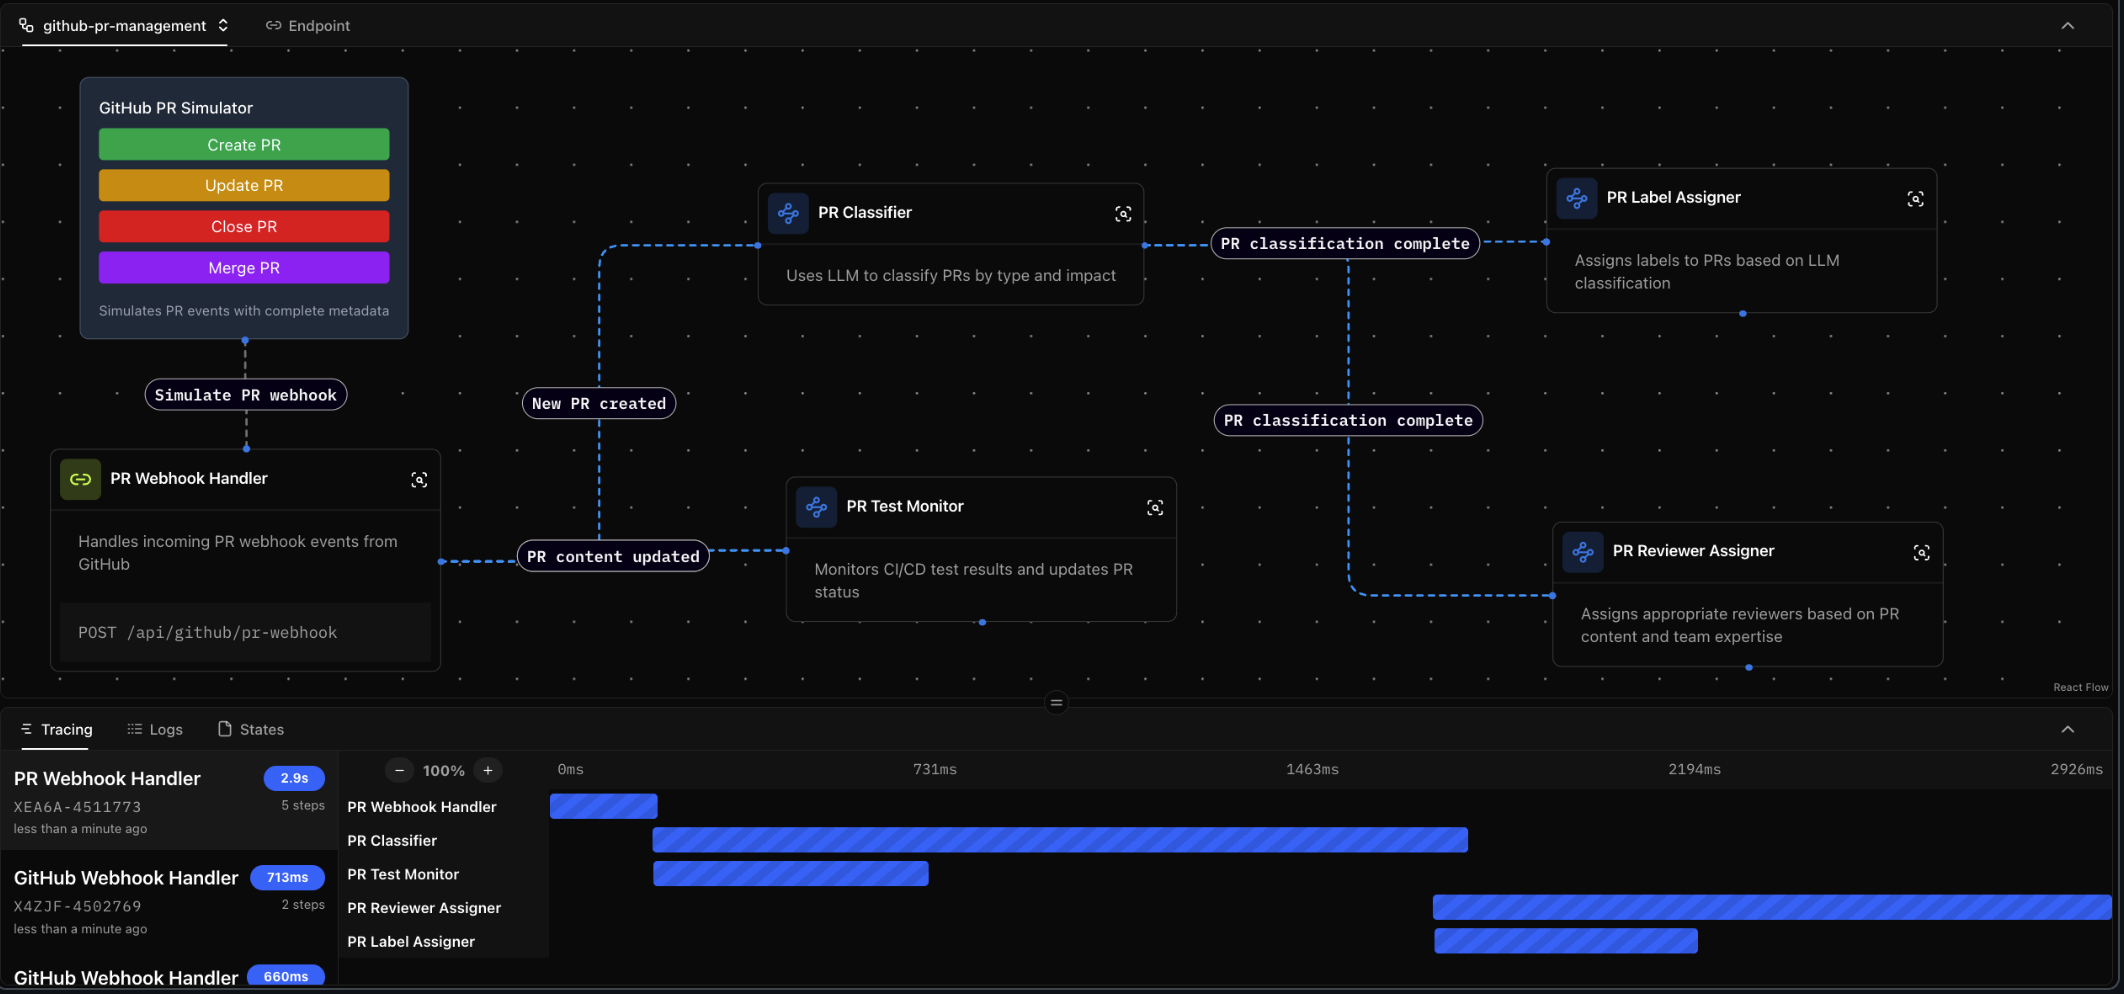 github-pr-management
Endpoint
GitHub PR Simulator
Create PR
Update PR
Close PR
Merge PR
Simulates PR events with complete metadata
Simulate PR webhook
PR Webhook Handler
Handles incoming PR webhook events from
GitHub
POST /api/github/pr-webhook
New PR created
PR content updated
PR Classifier
Uses LLM to classify PRs by type and impact
PR Test Monitor
Monitors CI/CD test results and updates PR
status
PR classification complete
PR classification complete
PR Label Assigner
Assigns labels to PRs based on LLM
classification
PR Reviewer Assigner
Assigns appropriate reviewers based on PR
content and team expertise
React Flow
Tracing
Logs
States
PR Webhook Handler
2.9s
XEA6A-4511773
5 steps
less than a minute ago
GitHub Webhook Handler
713ms
X4ZJF-4502769
2 steps
less than a minute ago
GitHub Webhook Handler
660ms
100%
0ms
731ms
1463ms
2194ms
2926ms
PR Webhook Handler
PR Classifier
PR Test Monitor
PR Reviewer Assigner
PR Label Assigner